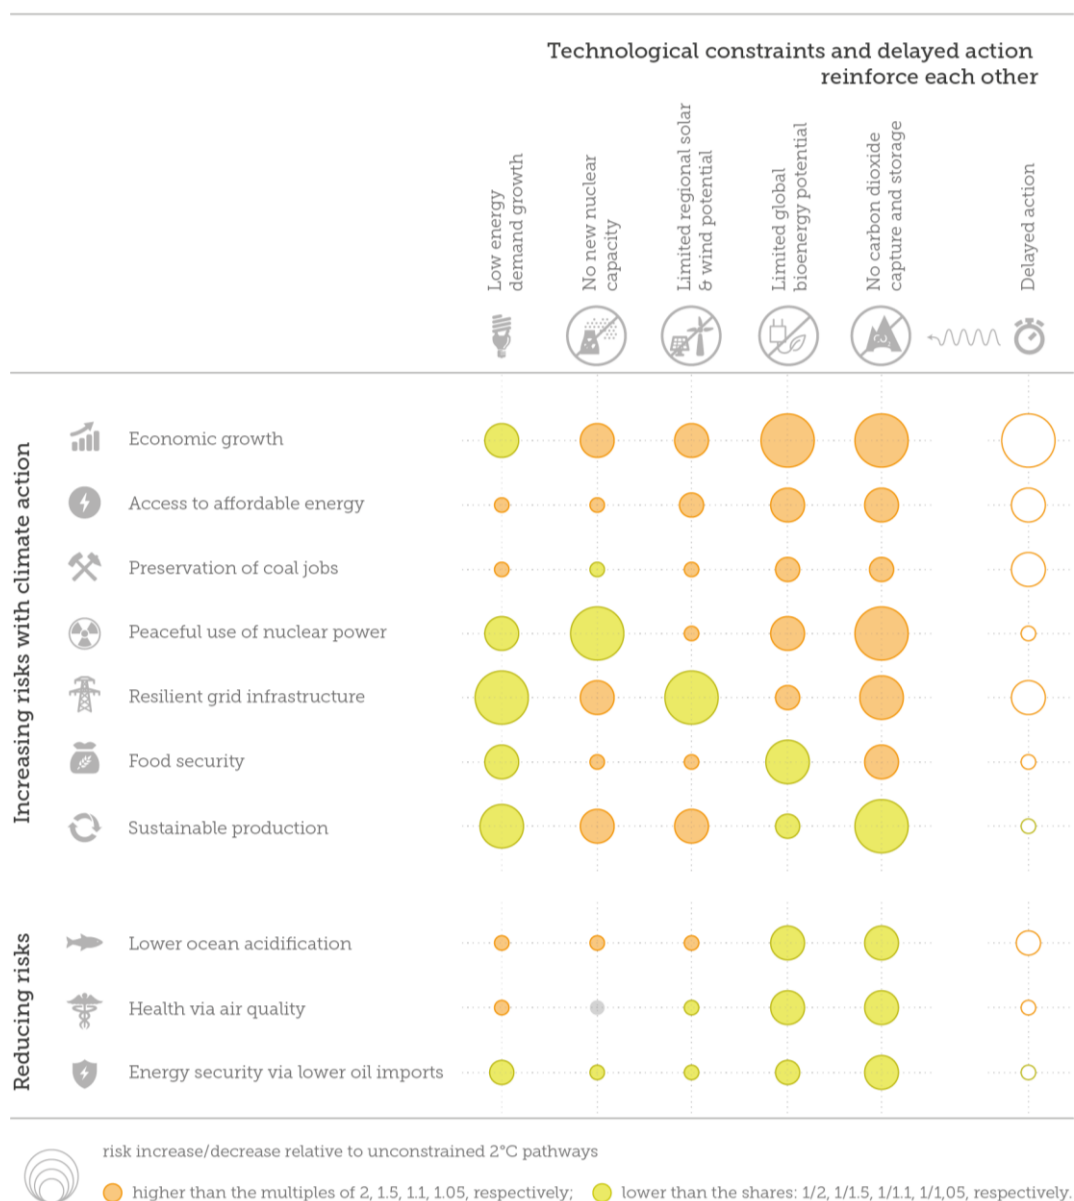 Technological constraints and delayed action
reinforce each other
Low energy
demand growth
No new nuclear
capacity
Limited regional solar
& wind potential
Limited global
bioenergy potential
No carbon dioxide
capture and storage
Delayed action
Increasing risks with climate action
Economic growth
Access to affordable energy
Preservation of coal jobs
Peaceful use of nuclear power
Resilient grid infrastructure
Food security
Sustainable production
Reducing risks
Lower ocean acidification
Health via air quality
Energy security via lower oil imports
risk increase/decrease relative to unconstrained 2°C pathways
higher than the multiples of 2, 1.5, 1.1, 1.05, respectively;
lower than the shares: 1/2, 1/1.5, 1/1.1, 1/1,05, respectively